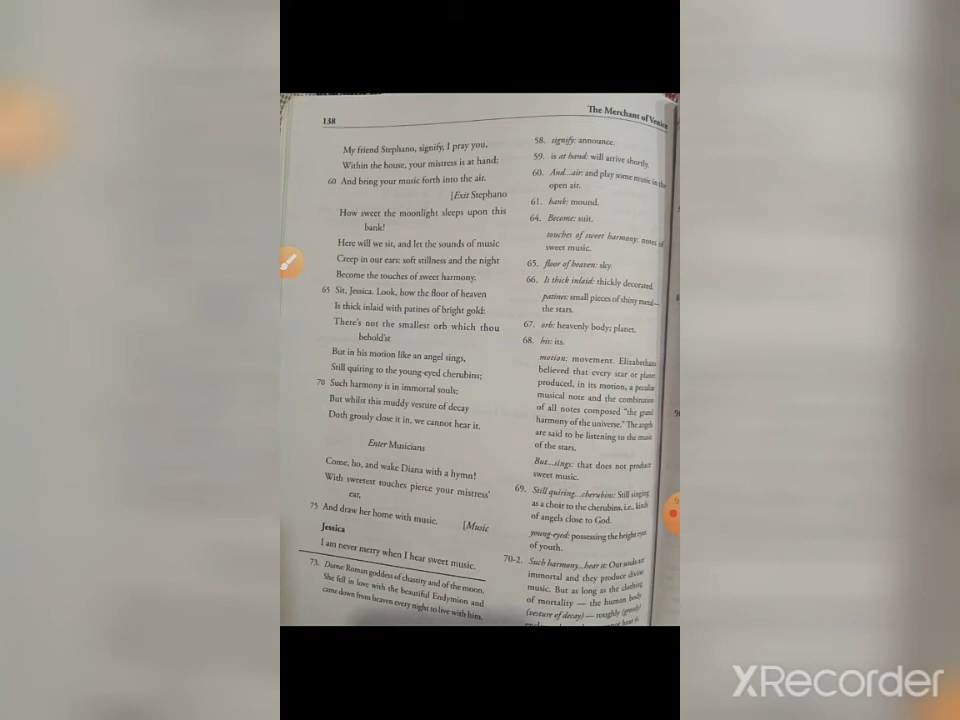 138
The Merchant of Venice
My friend Stephano, signify, I pray you,
Within the house, your mistress is at hand;
60 And bring your music forth into the air.
[Exit Stephano
How sweet the moonlight sleeps upon this
bank!
Here will we sit, and let the sounds of music
Creep in our ears: soft stillness and the night
Become the touches of sweet harmony.
65 Sit, Jessica. Look, how the floor of heaven
Is thick inlaid with patines of bright gold:
There's not the smallest orb which thou
behold'st
But in his motion like an angel sings,
Still quiring to the young-eyed cherubins;
70 Such harmony is in immortal souls;
But whilst this muddy vesture of decay
Doth grossly close it in, we cannot hear it.
Enter Musicians
Come, ho, and wake Diana with a hymn!
With sweetest touches pierce your mistress'
ear,
75 And draw her home with music.
[Music
Jessica
I am never merry when I hear sweet music.
73. Diana: Roman goddess of chastity and of the moon.
She fell in love with the beautiful Endymion and
came down from heaven every night to live with him.
58. signify: announce.
59. is at hand: will arrive shortly.
60. And...air: and play some music in the
open air.
61. bank: mound.
64. Become: suit.
touches of sweet harmony: notes of
sweet music.
65. floor of heaven: sky.
66. Is thick inlaid: thickly decorated.
patines: small pieces of shiny metal—
the stars.
67. orb: heavenly body; planet.
68. his: its.
motion: movement. Elizabethans
believed that every star or planet
produced, in its motion, a peculiar
musical note and the combination
of all notes composed "the grand
harmony of the universe." The angels
are said to be listening to the music
of the stars.
But...sings: that does not produce
sweet music.
69. Still quiring...cherubim: Still singing
as a choir to the cherubins, i.e., kinds
of angels close to God.
young-eyed: possessing the bright eyes
of youth.
70-2. Such harmony...hear it: Our souls are
immortal and they produce divine
music. But as long as the clothing
of mortality — the human body
(vesture of decay) — roughly (grossly)
XRecorder